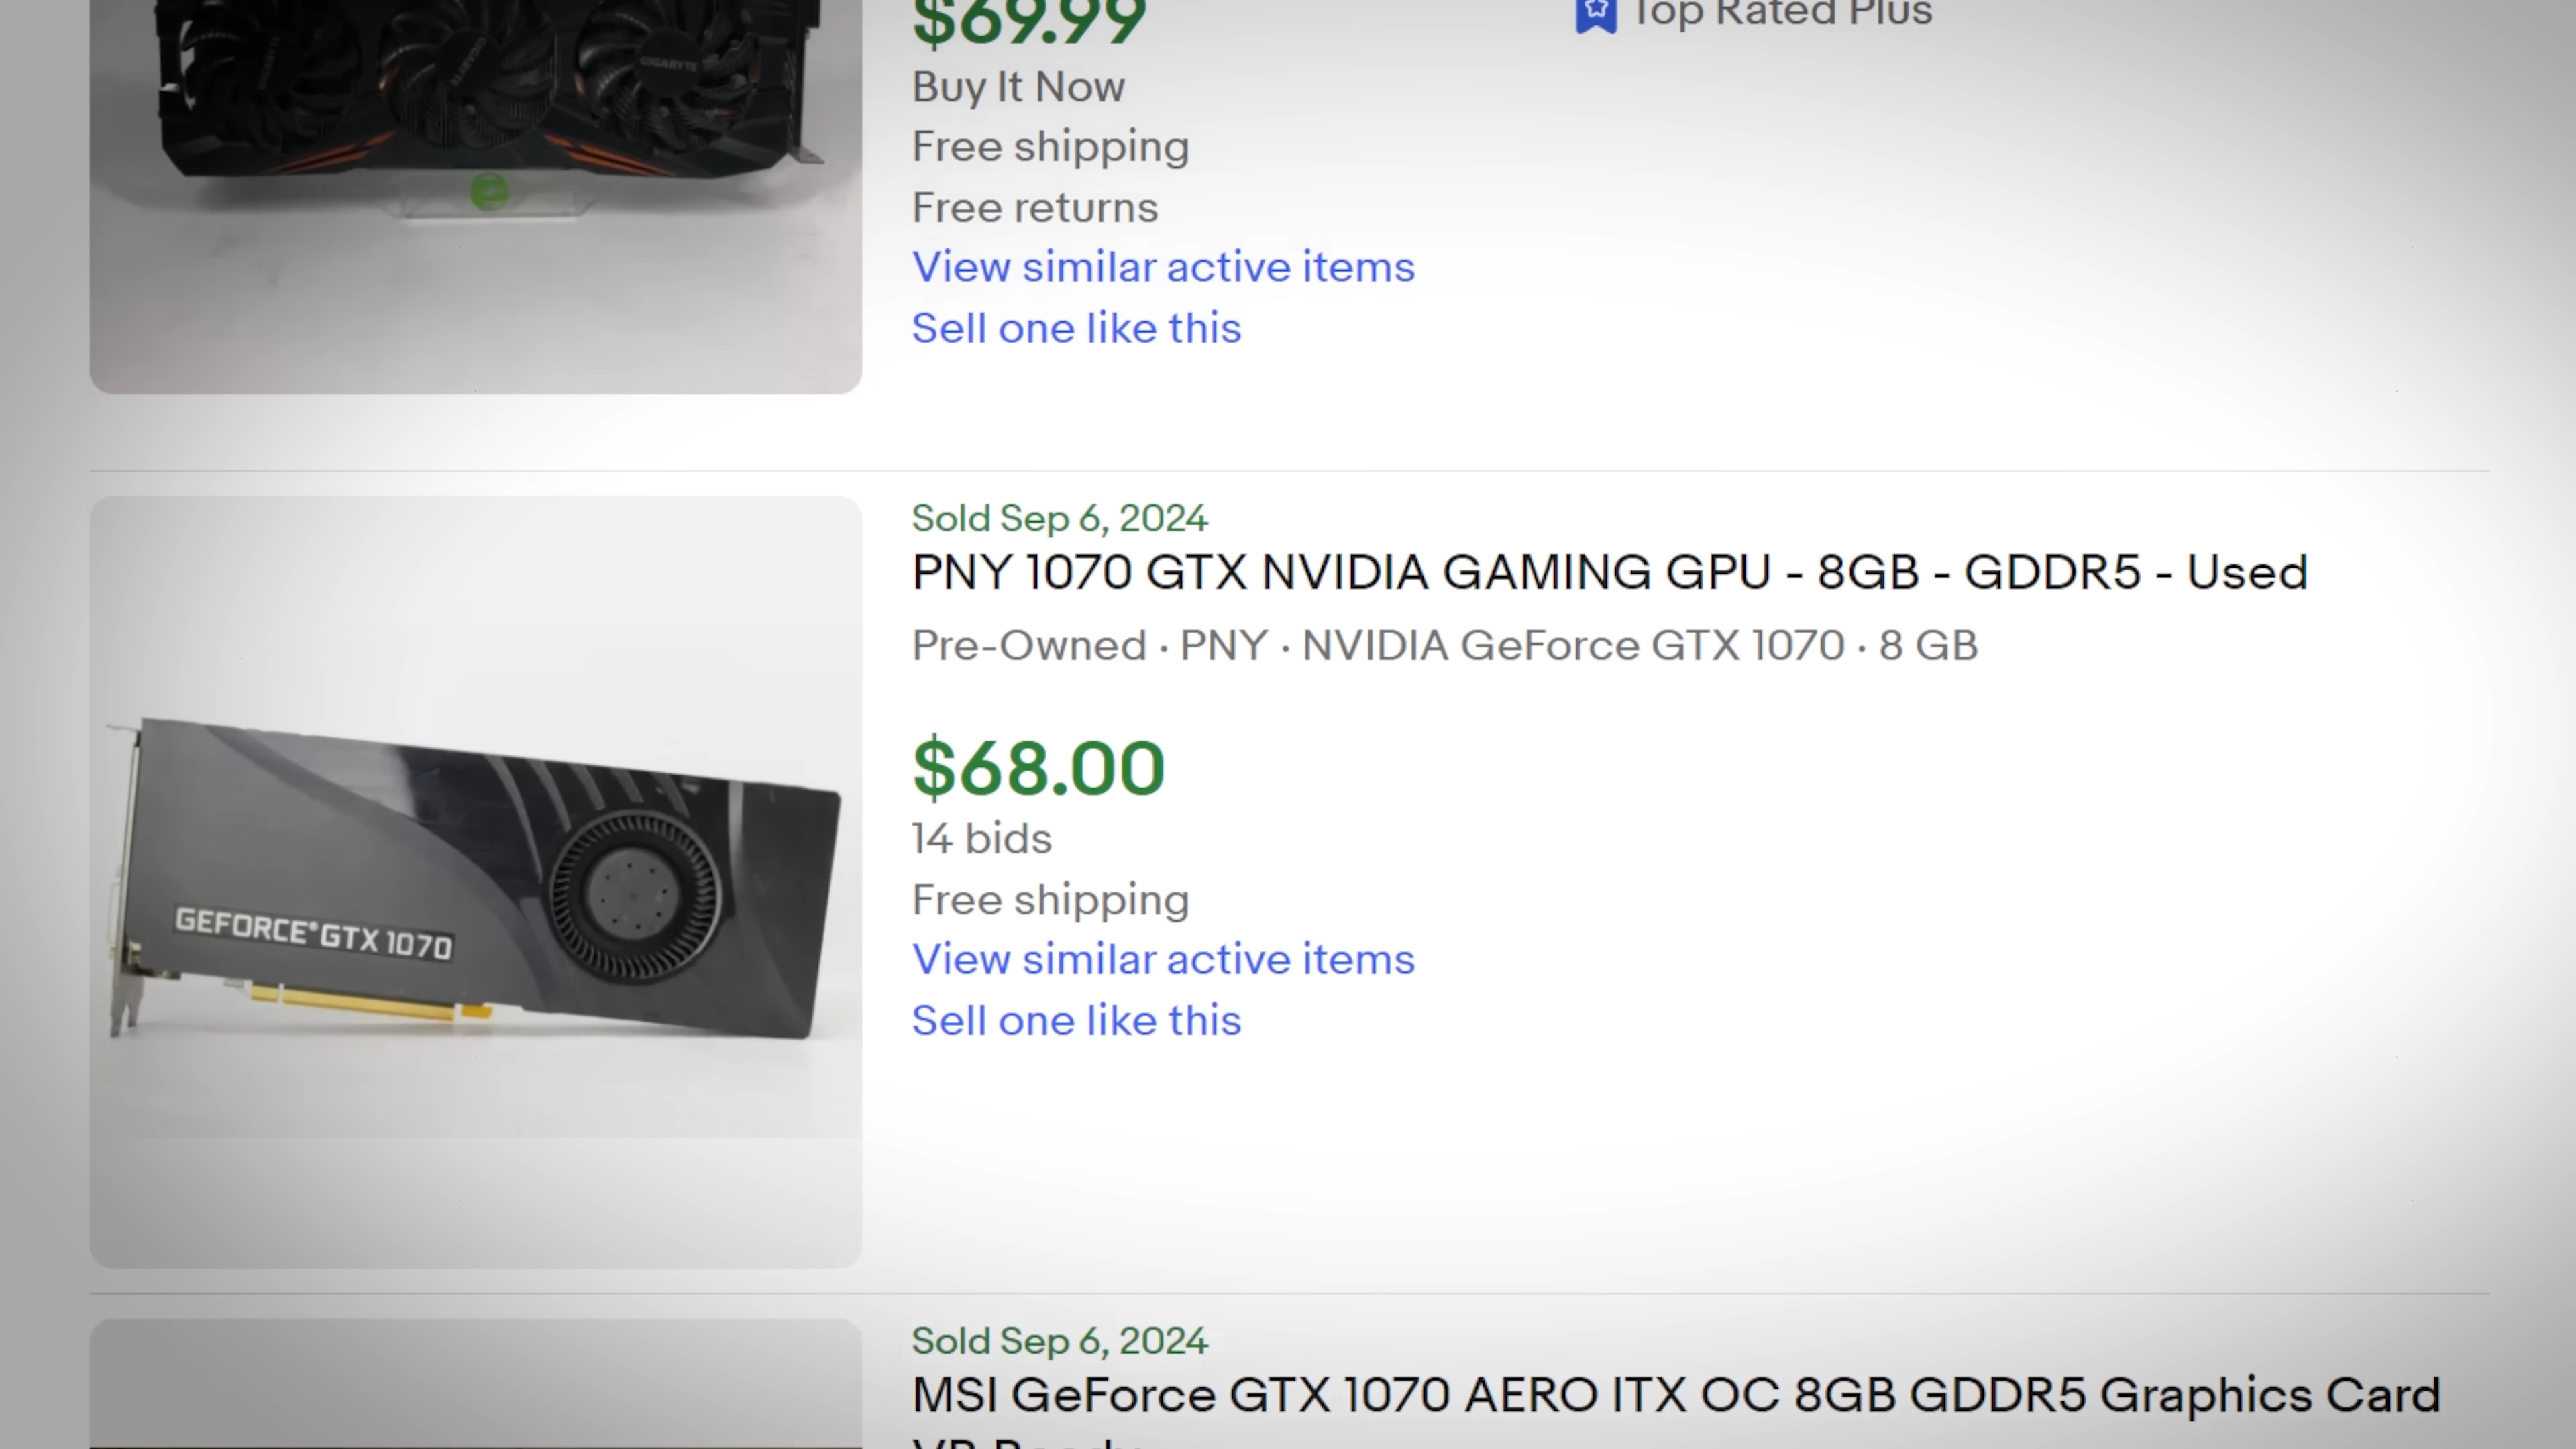 $69.99
Top Rated Plus
GIGABYTE
Buy It Now
Free shipping
Free returns
View similar active items
Sell one like this
Sold Sep 6, 2024
PNY 1070 GTX NVIDIA GAMING GPU - 8GB - GDDR5 - Used
Pre-Owned · PNY · NVIDIA GeForce GTX 1070 · 8 GB
$68.00
14 bids
Free shipping
GEFORCE® GTX 1070
View similar active items
Sell one like this
Sold Sep 6, 2024
MSI GeForce GTX 1070 AERO ITX OC 8GB GDDR5 Graphics Card